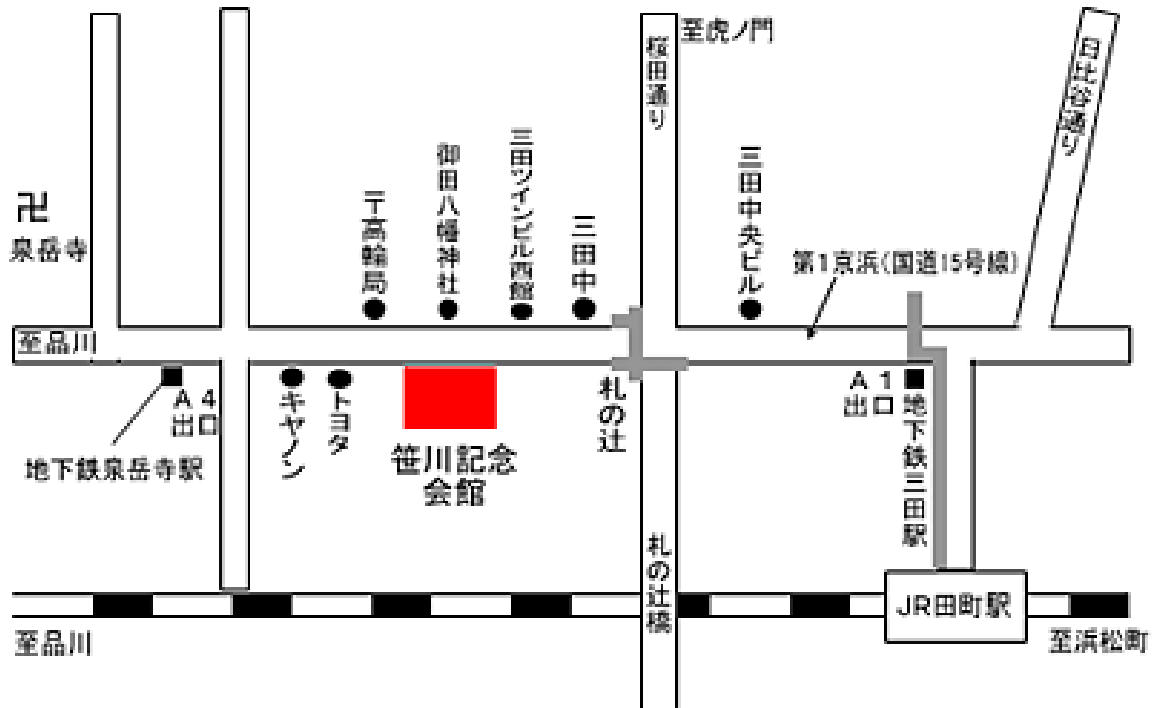 至虎ノ門
桜田通り
日比谷通り
卍
泉岳寺
〒高輪局
御田八幡神社
三田ツインビル西館
三田中
三田中央ビル
第1京浜(国道15号線)
至品川
A4
出口
地下鉄泉岳寺駅
キヤノン
トヨタ
笹川記念
会館
札の辻
A1
出口
地下鉄三田駅
札の辻橋
JR田町駅
至品川
至浜松町